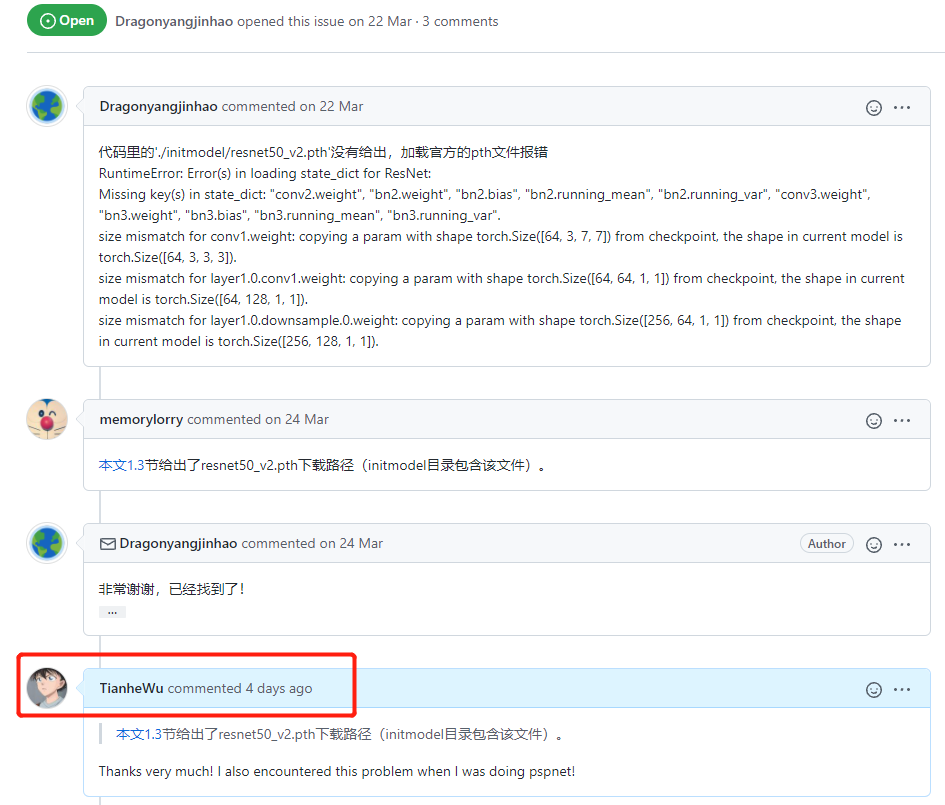 Open Dragonyangjinhao opened this issue on 22 Mar · 3 comments
Dragonyangjinhao commented on 22 Mar
代码里的'./initmodel/resnet50_v2.pth'没有给出，加载官方的pth文件报错
RuntimeError: Error(s) in loading state_dict for ResNet:
Missing key(s) in state_dict: "conv2.weight", "bn2.weight", "bn2.bias", "bn2.running_mean", "bn2.running_var", "conv3.weight",
"bn3.weight", "bn3.bias", "bn3.running_mean", "bn3.running_var".
size mismatch for conv1.weight: copying a param with shape torch.Size([64, 3, 7, 7]) from checkpoint, the shape in current model is
torch.Size([64, 3, 3, 3]).
size mismatch for layer1.0.conv1.weight: copying a param with shape torch.Size([64, 64, 1, 1]) from checkpoint, the shape in current
model is torch.Size([64, 128, 1, 1]).
size mismatch for layer1.0.downsample.0.weight: copying a param with shape torch.Size([256, 64, 1, 1]) from checkpoint, the shape
in current model is torch.Size([256, 128, 1, 1]).
memorylorry commented on 24 Mar
本文1.3节给出了resnet50_v2.pth下载路径（initmodel目录包含该文件）。
Dragonyangjinhao commented on 24 Mar Author
非常谢谢，已经找到了！
...
TianheWu commented 4 days ago
本文1.3节给出了resnet50_v2.pth下载路径（initmodel目录包含该文件）。
Thanks very much! I also encountered this problem when I was doing pspnet!